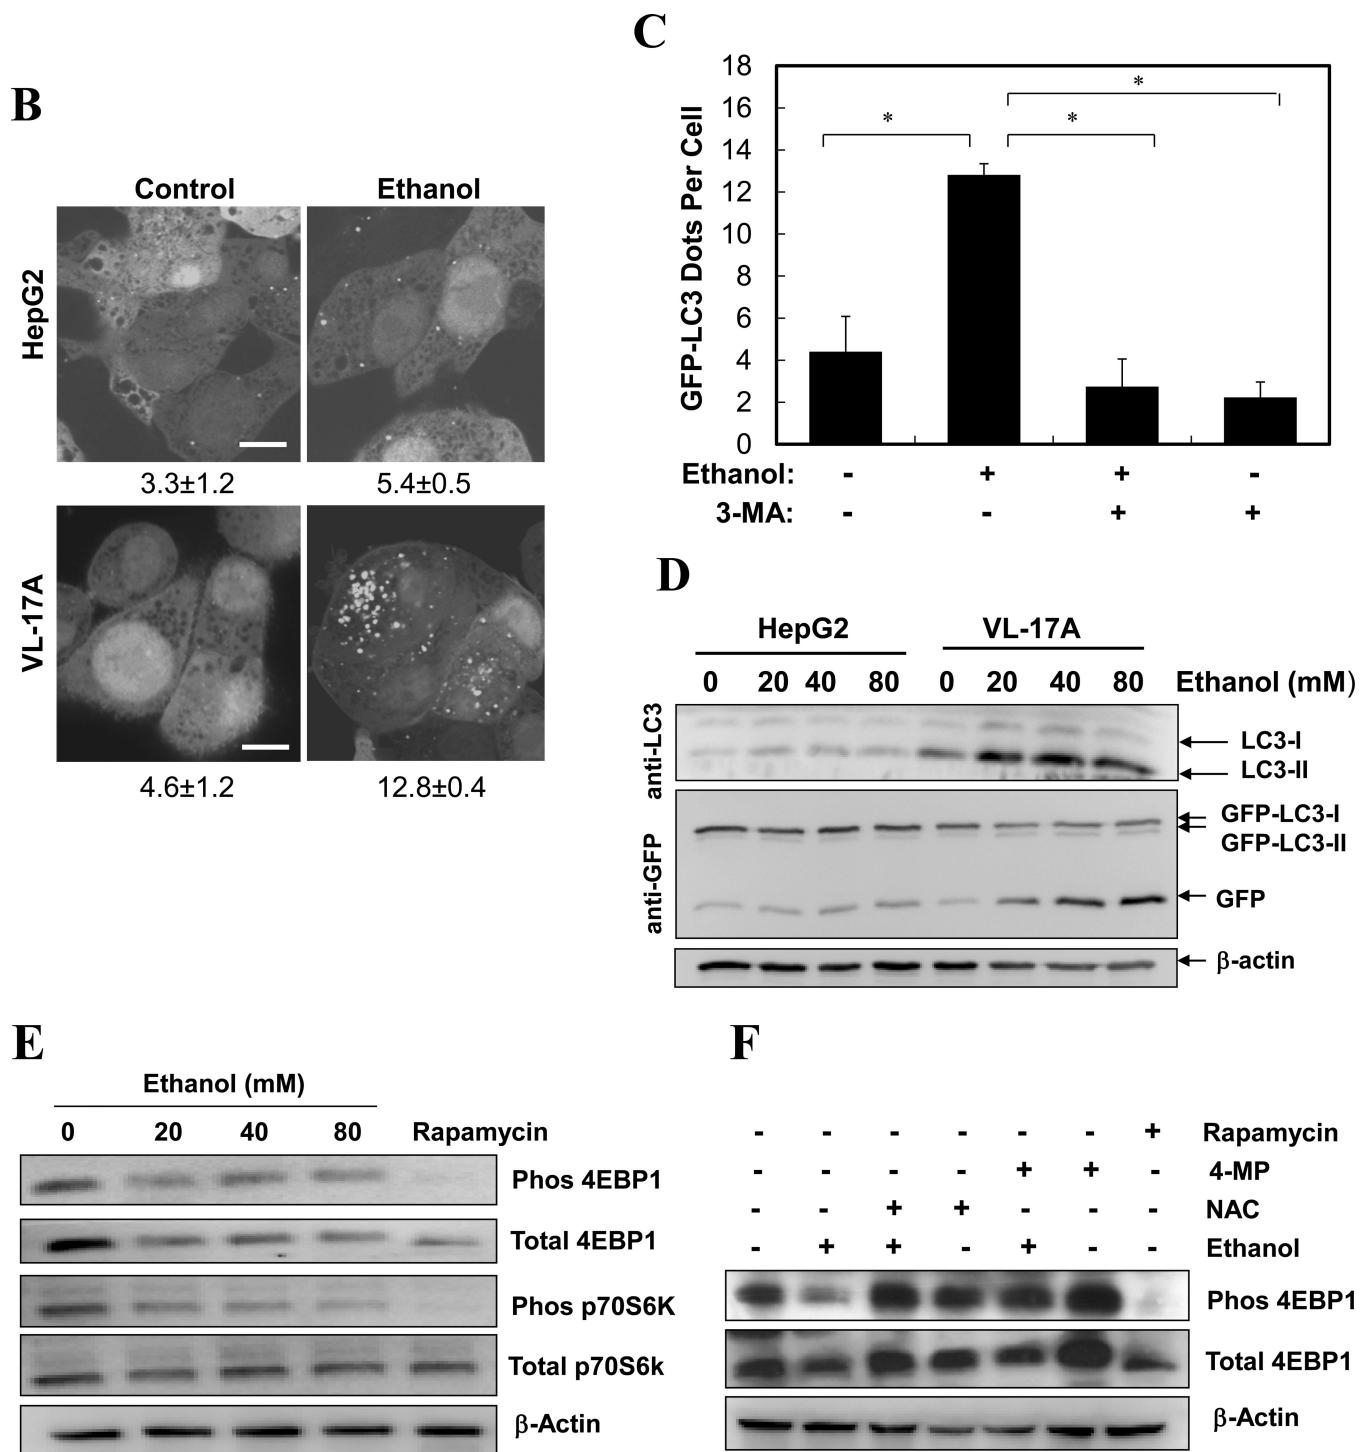 B
Control Ethanol
HepG2
3.3±1.2 5.4±0.5
VL-17A
4.6±1.2 12.8±0.4
C
GFP-LC3 Dots Per Cell
18
16
14
12
10
8
6
4
2
0
* * *
Ethanol: - + + -
3-MA: - - + +
D
HepG2 VL-17A
0 20 40 80 0 20 40 80 Ethanol (mM)
anti-LC3
LC3-I
LC3-II
anti-GFP
GFP-LC3-I
GFP-LC3-II
GFP
β-actin
E
Ethanol (mM)
0 20 40 80 Rapamycin
Phos 4EBP1
Total 4EBP1
Phos p70S6K
Total p70S6k
β-Actin
F
- - - - - - + Rapamycin
- - - - + + - 4-MP
- - + + - - - NAC
- + + - + - - Ethanol
Phos 4EBP1
Total 4EBP1
β-Actin